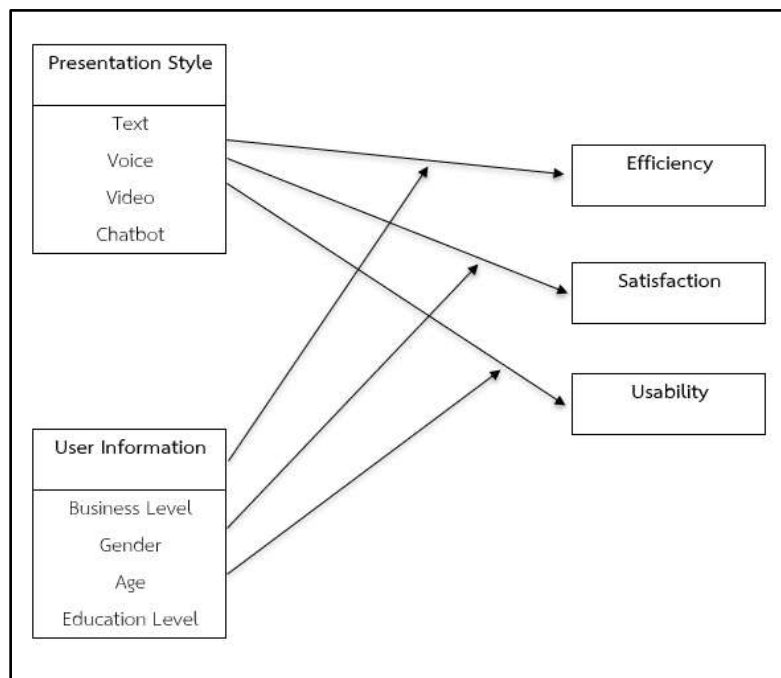 Presentation Style
Text
Voice
Video
Chatbot
Efficiency
Satisfaction
Usability
User Information
Business Level
Gender
Age
Education Level